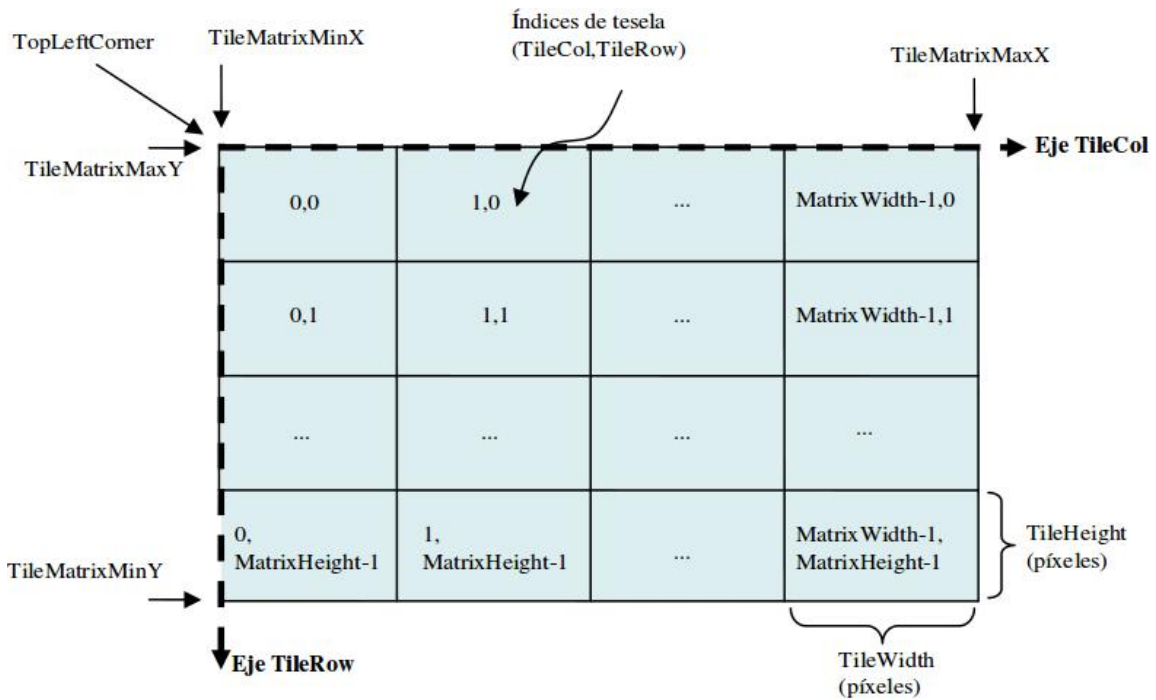 Índices de tesela
(TileCol,TileRow)
TopLeftCorner
TileMatrixMinX
TileMatrixMaxX
TileMatrixMaxY
Eje TileCol
0,0
1,0
...
MatrixWidth-1,0
0,1
1,1
...
MatrixWidth-1,1
...
...
...
...
0,
MatrixHeight-1
1,
MatrixHeight-1
...
MatrixWidth-1,
MatrixHeight-1
TileHeight
(píxeles)
TileMatrixMinY
Eje TileRow
TileWidth
(píxeles)